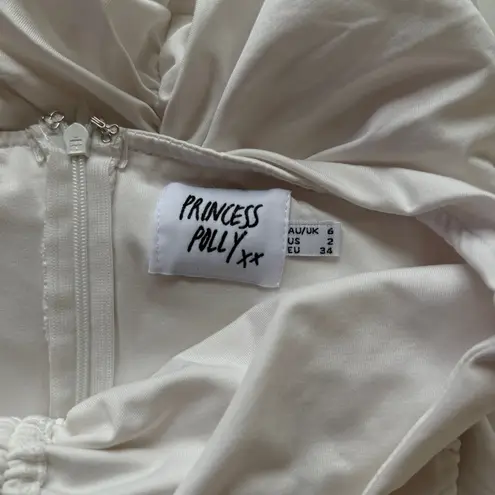 PRINCESS
POLLY xx
AU/UK 6
US 2
EU 34